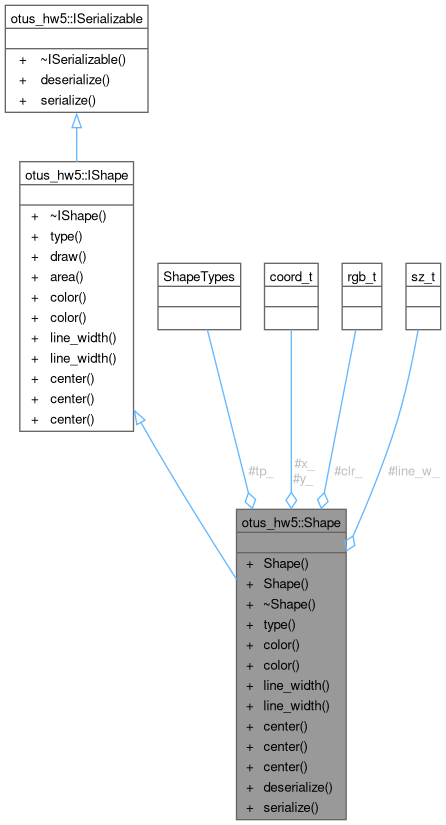 otus_hw5::ISerializable
+ ~ISerializable()
+ deserialize()
+ serialize()
otus_hw5::IShape
+ ~IShape()
+ type()
+ draw()
+ area()
+ color()
+ color()
+ line_width()
+ line_width()
+ center()
+ center()
+ center()
ShapeTypes
coord_t
rgb_t
sz_t
#tp_
#x_
#y_
#clr_
#line_w_
otus_hw5::Shape
+ Shape()
+ Shape()
+ ~Shape()
+ type()
+ color()
+ color()
+ line_width()
+ line_width()
+ center()
+ center()
+ center()
+ deserialize()
+ serialize()